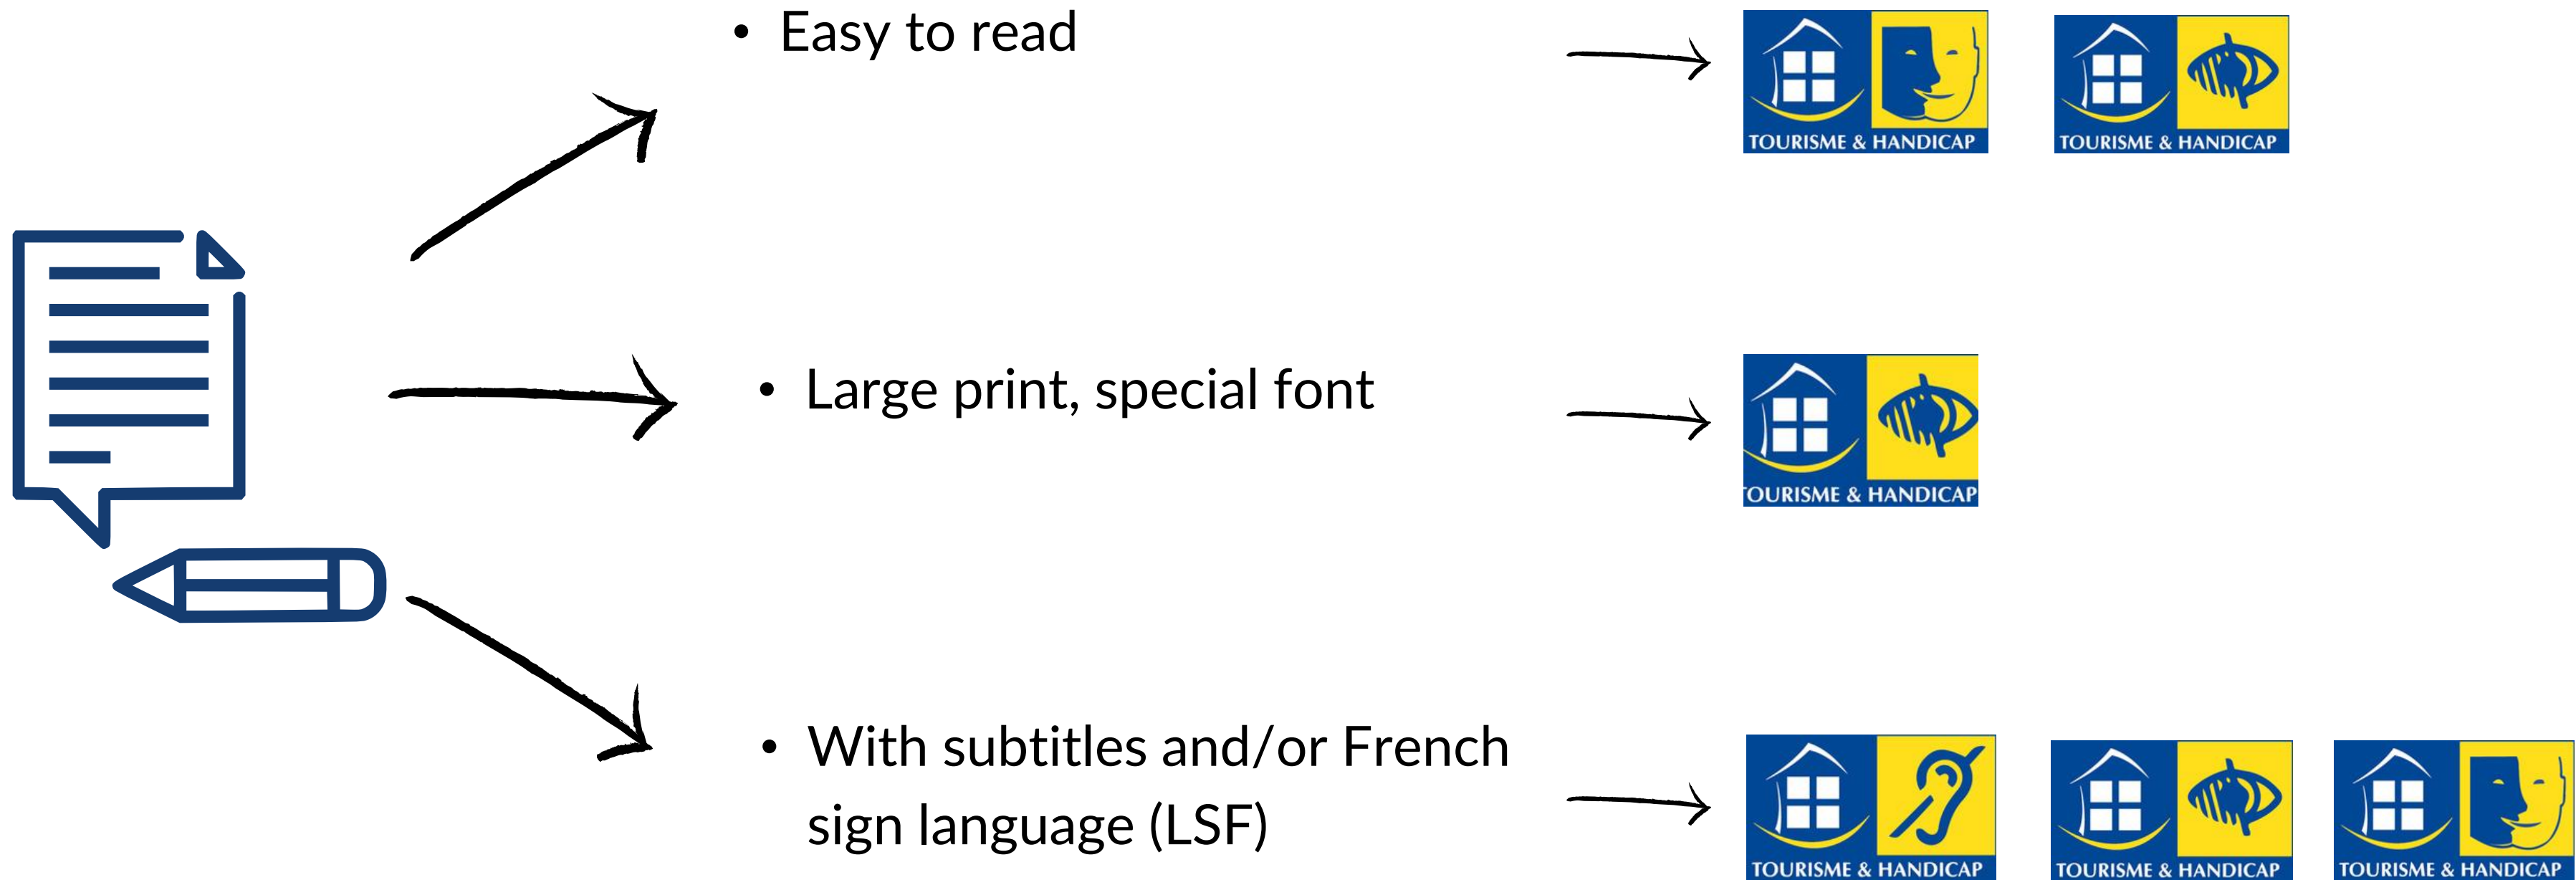 • Easy to read
TOURISME & HANDICAP
TOURISME & HANDICAP
• Large print, special font
OURISME & HANDICAP
• With subtitles and/or French
sign language (LSF)
TOURISME & HANDICAP
TOURISME & HANDICAP
TOURISME & HANDICAP